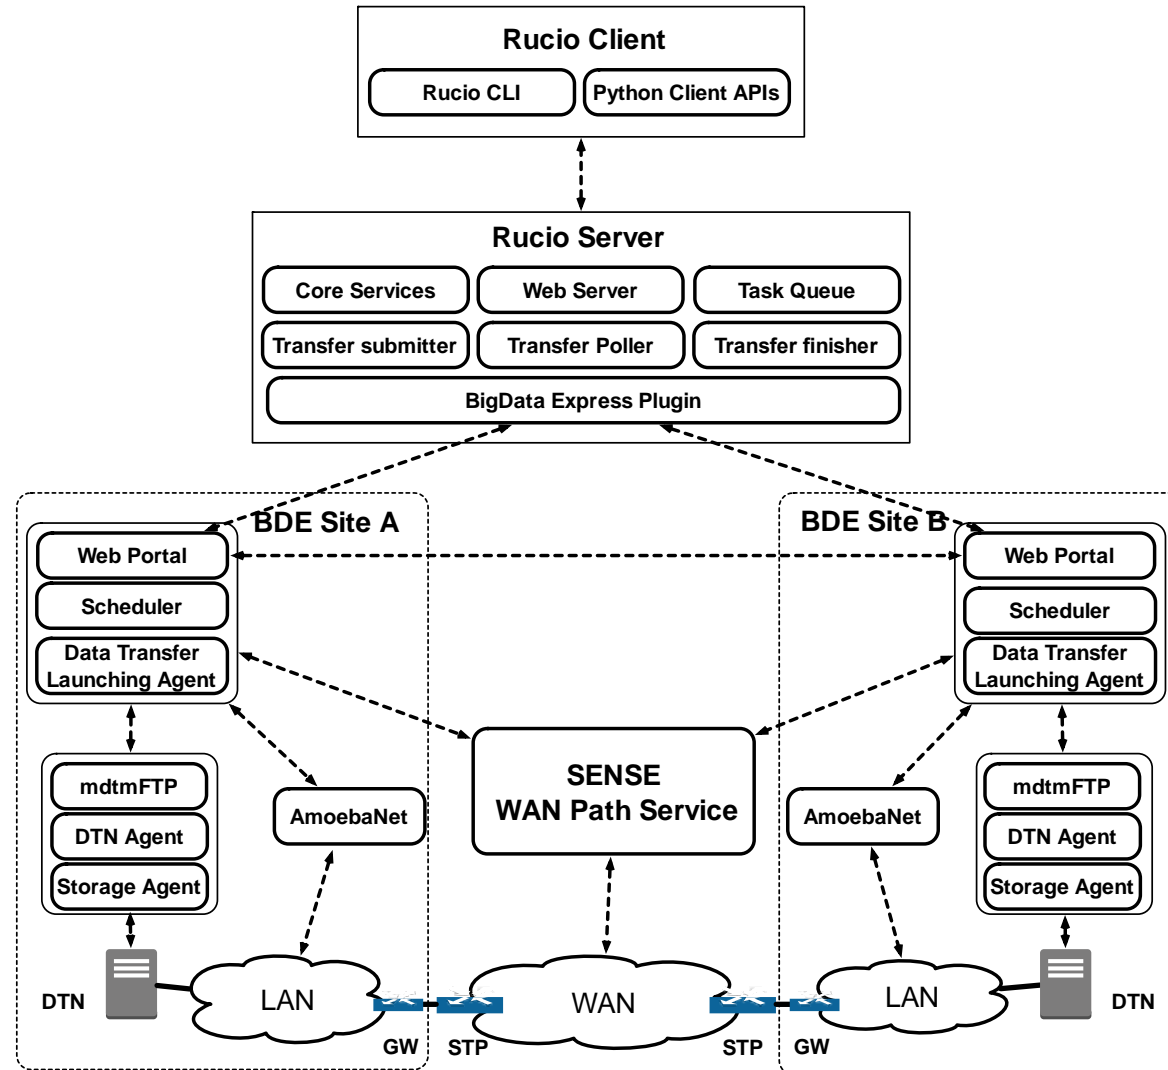 Rucio Client
Rucio CLI
Python Client APIs
Rucio Server
Core Services
Web Server
Task Queue
Transfer submitter
Transfer Poller
Transfer finisher
BigData Express Plugin
BDE Site A
BDE Site B
Web Portal
Web Portal
Scheduler
Scheduler
Data Transfer
Launching Agent
Data Transfer
Launching Agent
SENSE
WAN Path Service
mdtmFTP
DTN Agent
Storage Agent
AmoebaNet
AmoebaNet
mdtmFTP
DTN Agent
Storage Agent
DTN
LAN
WAN
LAN
DTN
GW
STP
STP
GW